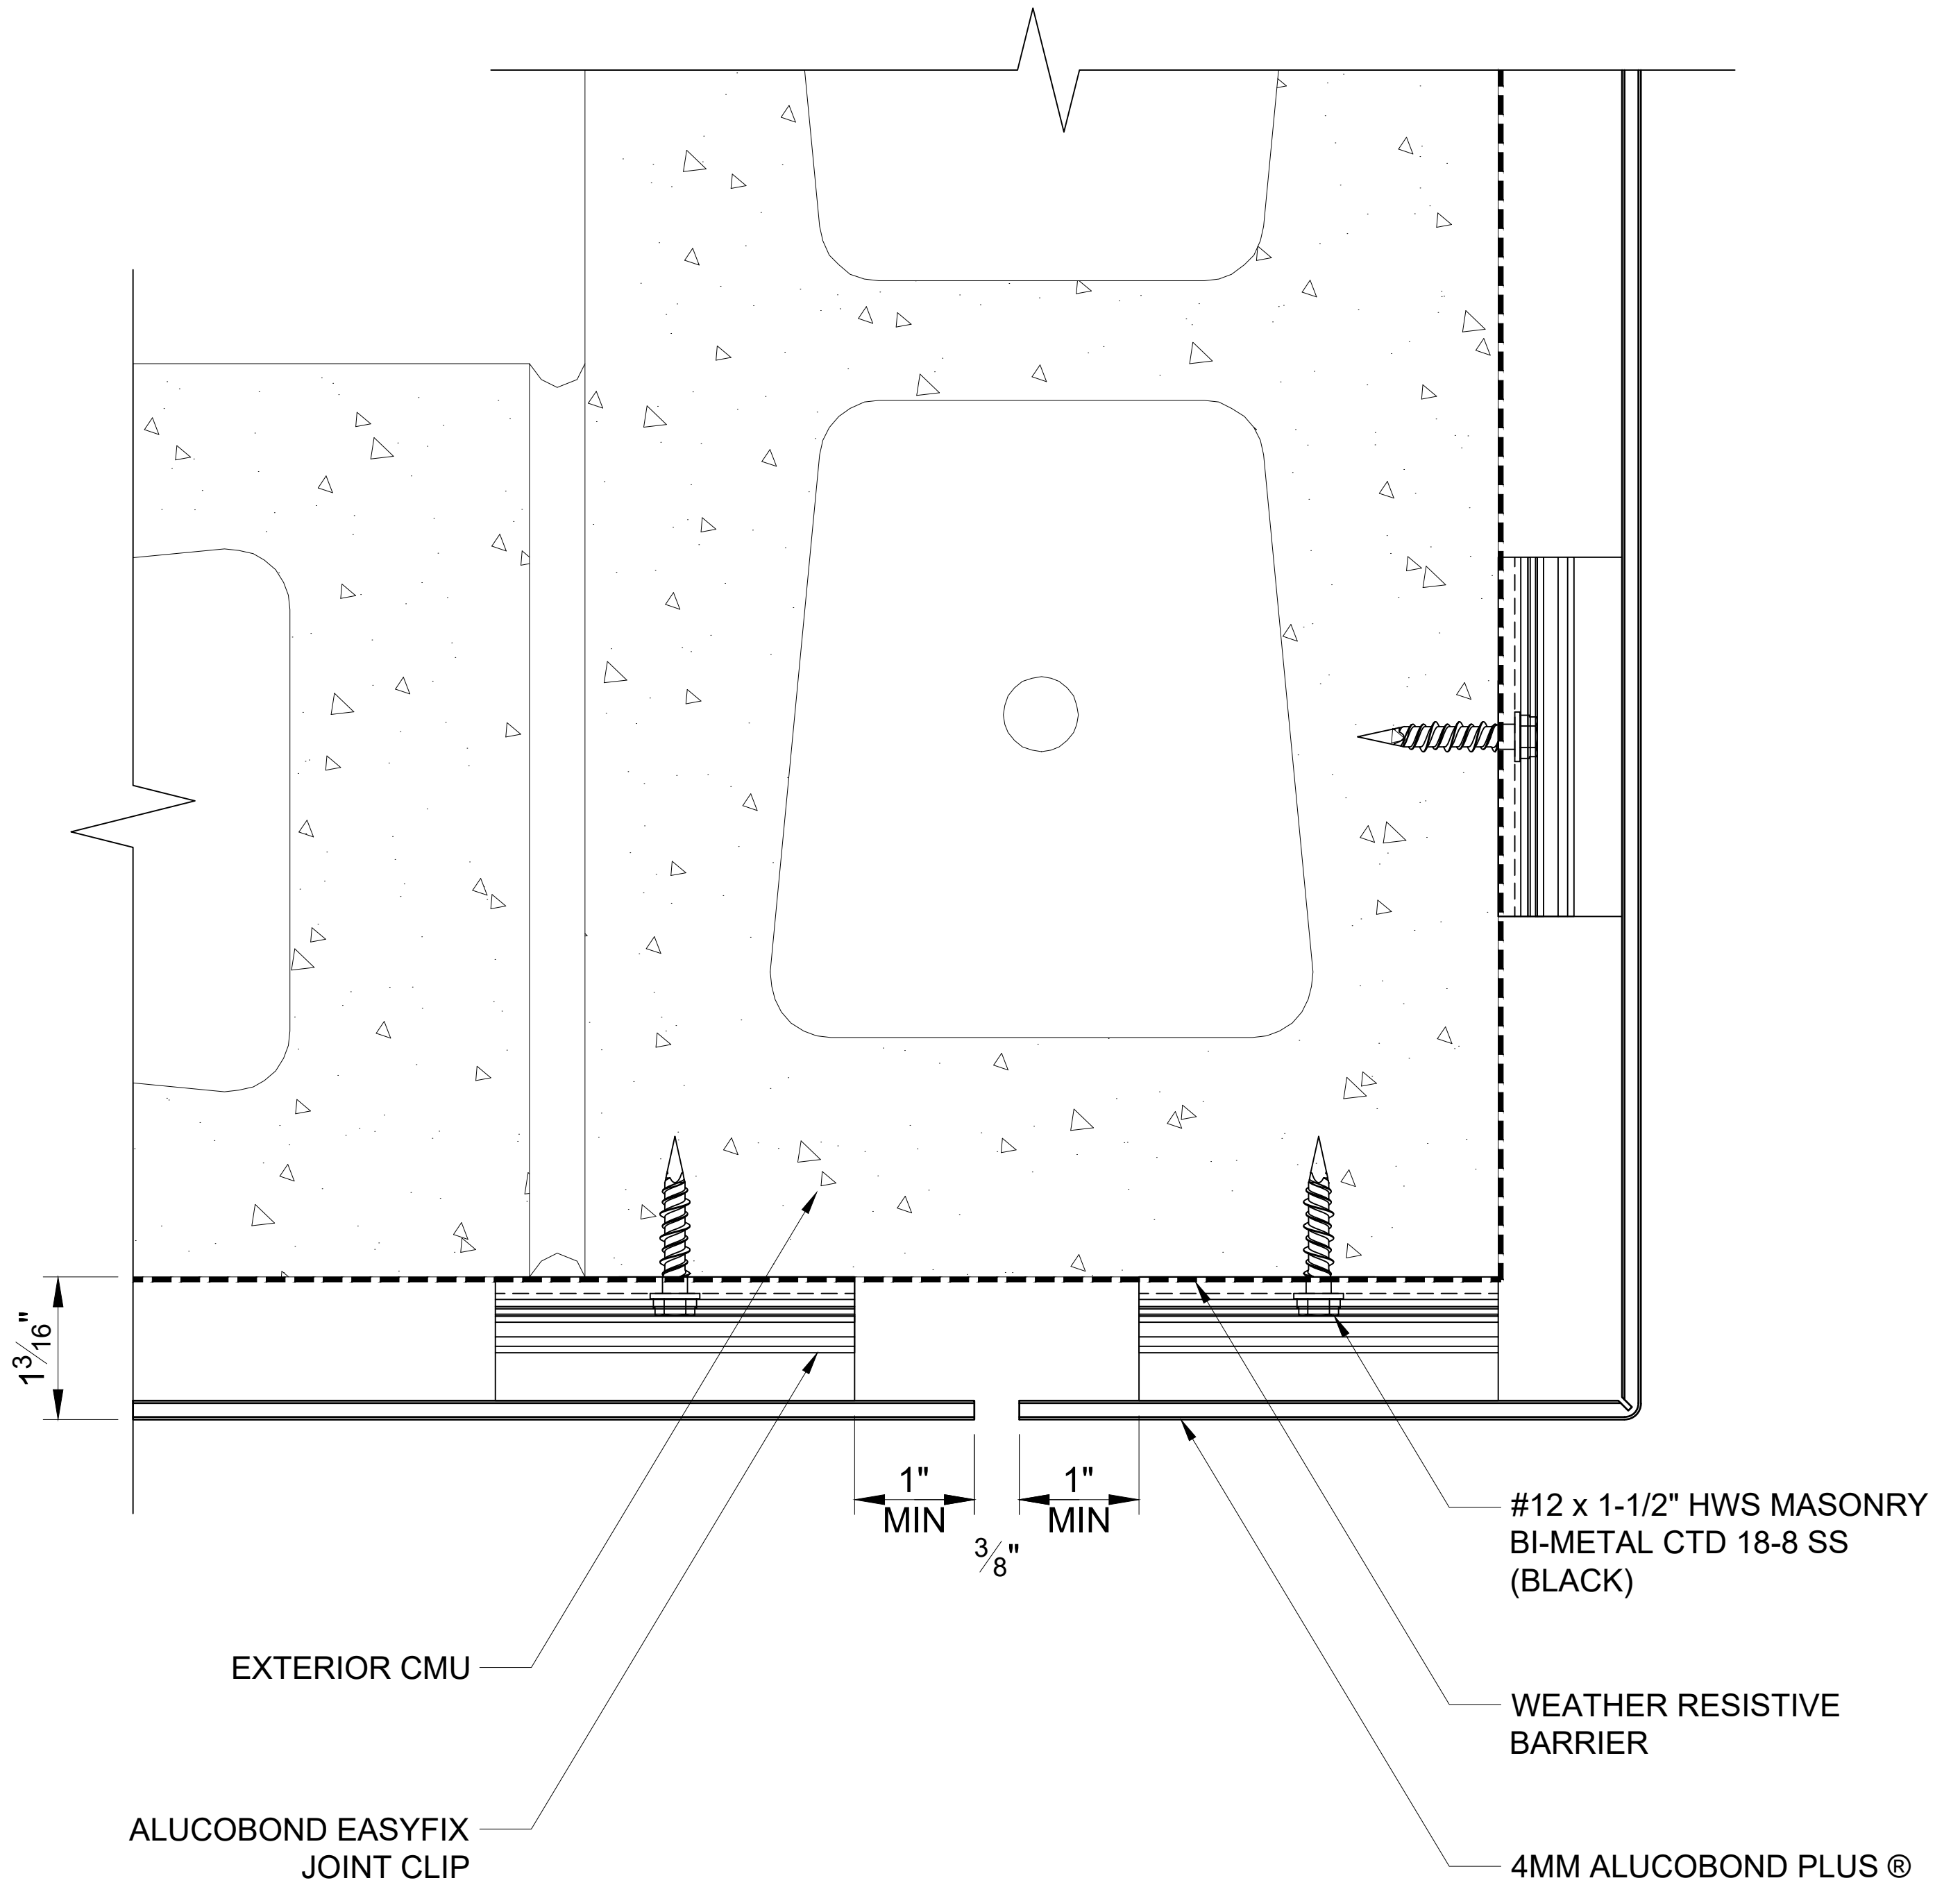 1 3/16"
1" 1"
MIN MIN
3/8"
#12 x 1-1/2" HWS MASONRY
BI-METAL CTD 18-8 SS
(BLACK)
EXTERIOR CMU
WEATHER RESISTIVE
BARRIER
ALUCOBOND EASYFIX
JOINT CLIP
4MM ALUCOBOND PLUS ®